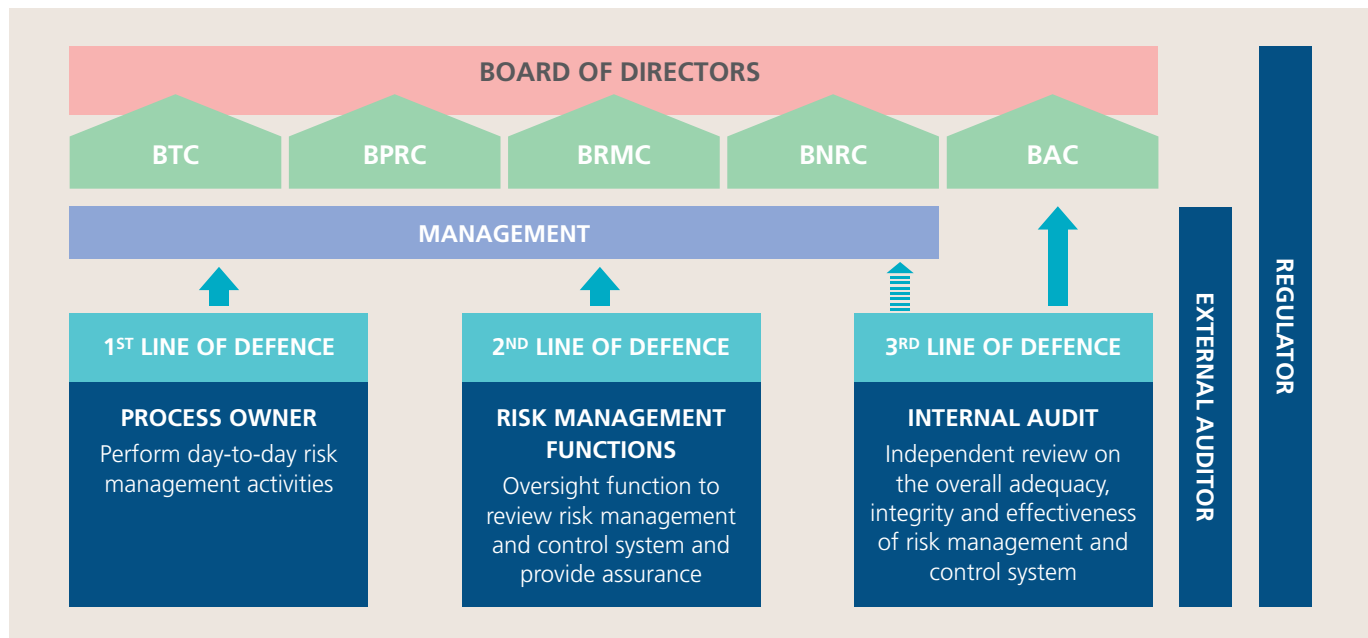 BOARD OF DIRECTORS
BTC
BPRC
BRMC
BNRC
BAC
MANAGEMENT
1ST LINE OF DEFENCE
PROCESS OWNER
Perform day-to-day risk
management activities
2ND LINE OF DEFENCE
RISK MANAGEMENT
FUNCTIONS
Oversight function to
review risk management
and control system and
provide assurance
3RD LINE OF DEFENCE
INTERNAL AUDIT
Independent review on
the overall adequacy,
integrity and effectiveness
of risk management and
control system
EXTERNAL AUDITOR
REGULATOR